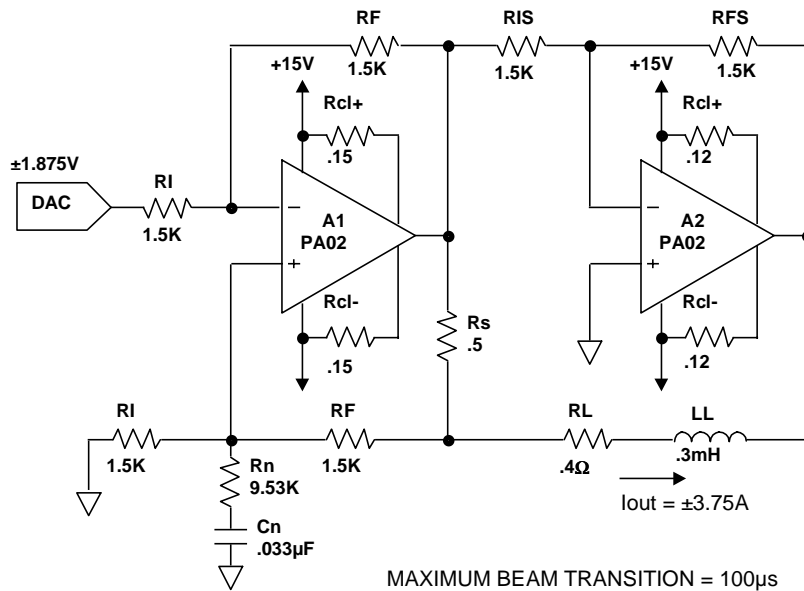 RF
1.5K
RIS
1.5K
RFS
1.5K
+15V
Rcl+
.15
+15V
Rcl+
.12
±1.875V
DAC
RI
1.5K
–
+
A1
PA02
–
+
A2
PA02
Rcl-
.15
Rs
.5
Rcl-
.12
RI
1.5K
RF
1.5K
RL
.4Ω
LL
.3mH
Rn
9.53K
Iout = ±3.75A
Cn
.033µF
MAXIMUM BEAM TRANSITION = 100µs